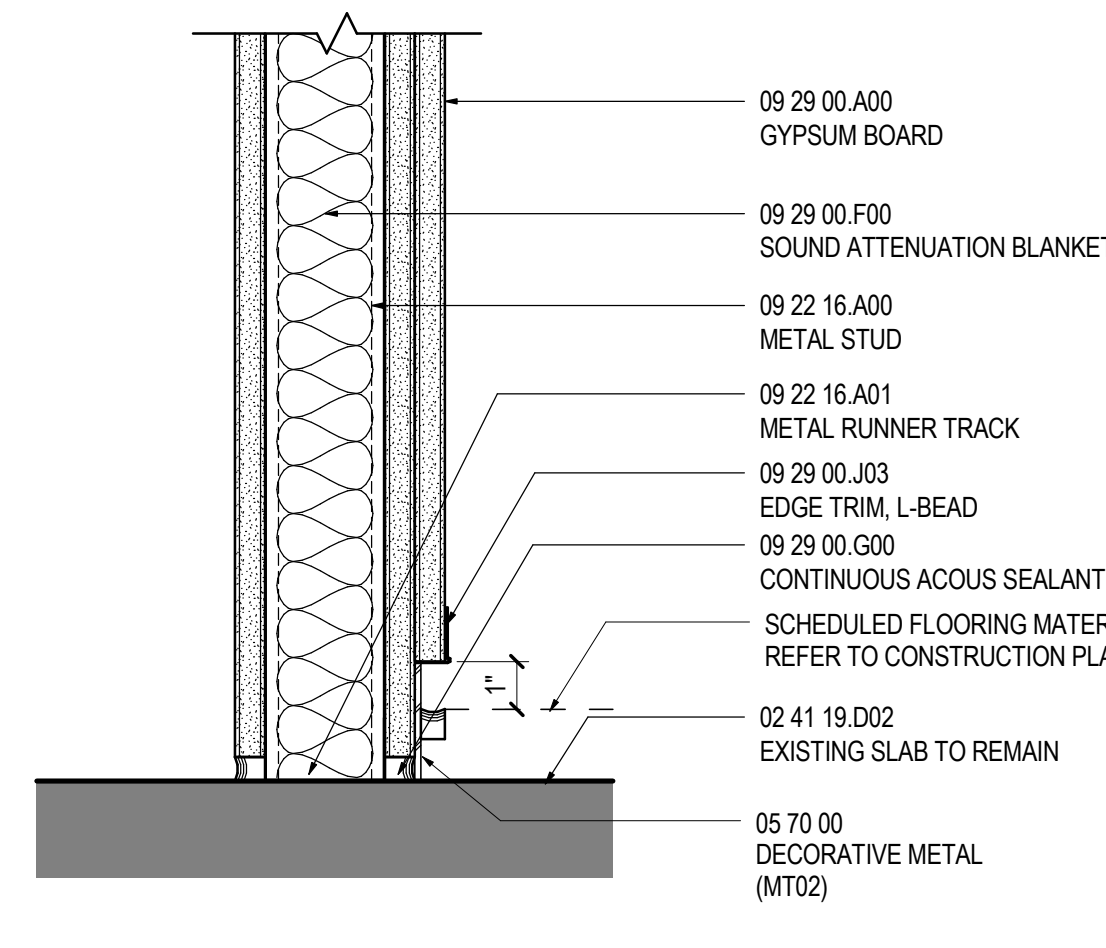 09 29 00.A00
GYPSUM BOARD
09 29 00.F00
SOUND ATTENUATION BLANKET
09 22 16.A00
METAL STUD
09 22 16.A01
METAL RUNNER TRACK
09 29 00.J03
EDGE TRIM, L-BEAD
09 29 00.G00
CONTINUOUS ACOUS SEALANT
SCHEDULED FLOORING
REFER TO CONSTRUCTION
1"
02 41 19.D02
EXISTING SLAB TO REMAIN
05 70 00
DECORATIVE METAL
(MT02)